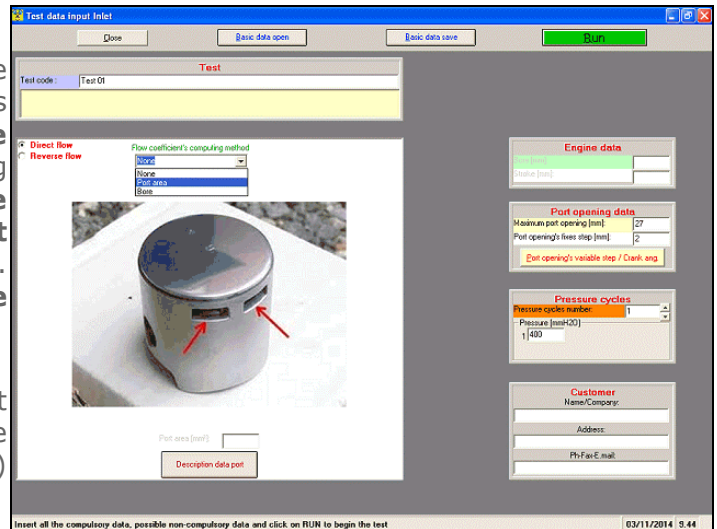 Test data input Inlet
Close
Basic data open
Basic data save
Run
Test
Test code : Test 01
Direct flow
Reverse flow
Flow coefficient's computing method
None
None
Port area
Bore
Port area [mm²]:
Description data port
Engine data
Bore [mm]:
Stroke [mm]:
Port opening data
Maximum port opening [mm]: 27
Port opening's fixes step [mm]: 2
Port opening's variable step / Crank ang.
Pressure cycles
Pressure cycles number: 1
Pressure [mmH2O]
1 480
Customer
Name/Company:
Address:
Ph-Fax-E.mail:
Insert all the compulsory data, possible non-compulsory data and click on RUN to begin the test
03/11/2014 9.44